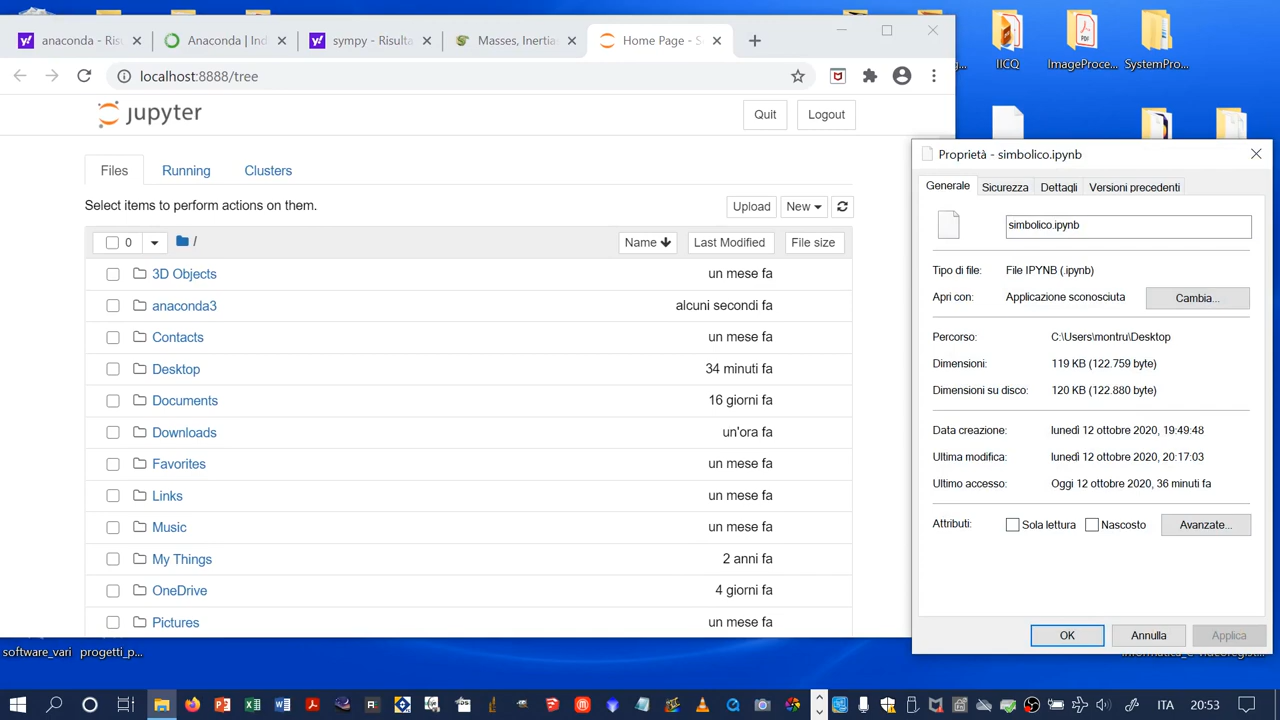 anaconda - Ris
anaconda | Ind
sympy - Risulta
Moises, Inertia
Home Page - S
localhost:8888/tree
IICQ
ImageProce...
SystemPro...
jupyter
Quit
Logout
Files
Running
Clusters
Select items to perform actions on them.
Upload
New
0
/
Name
Last Modified
File size
3D Objects
un mese fa
anaconda3
alcuni secondi fa
Contacts
un mese fa
Desktop
34 minuti fa
Documents
16 giorni fa
Downloads
un'ora fa
Favorites
un mese fa
Links
un mese fa
Music
un mese fa
My Things
2 anni fa
OneDrive
4 giorni fa
Pictures
un mese fa
Proprietà - simbolico.ipynb
Generale
Sicurezza
Dettagli
Versioni precedenti
simbolico.ipynb
Tipo di file: File IPYNB (.ipynb)
Apri con: Applicazione sconosciuta
Cambia...
Percorso: C:\Users\montru\Desktop
Dimensioni: 119 KB (122.759 byte)
Dimensioni su disco: 120 KB (122.880 byte)
Data creazione: lunedì 12 ottobre 2020, 19:49:48
Ultima modifica: lunedì 12 ottobre 2020, 20:17:03
Ultimo accesso: Oggi 12 ottobre 2020, 36 minuti fa
Attributi: Sola lettura Nascosto Avanzate...
OK
Annulla
Applica
software_vari
progetti_p...
ITA
20:53